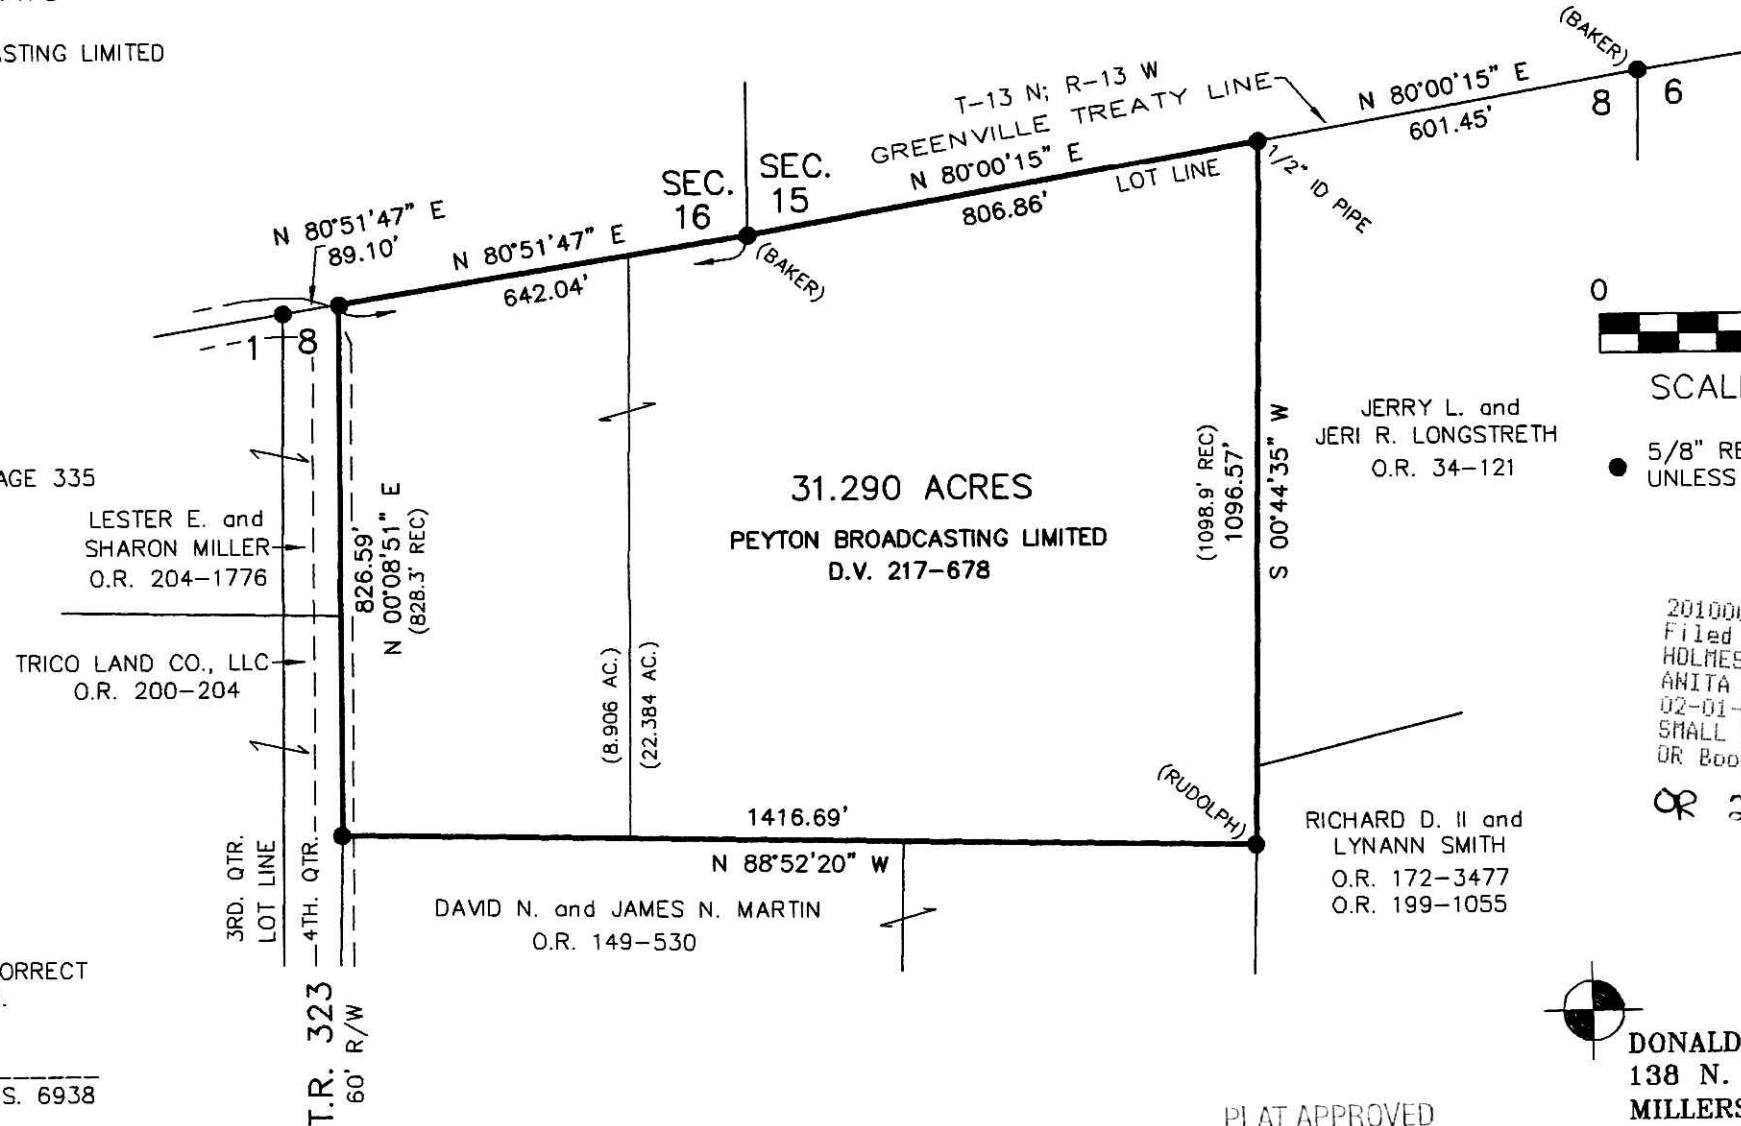 ASTING LIMITED
(BAKER)
T-13 N; R-13 W
GREENVILLE TREATY LINE
N 80°00'15" E
601.45'
8 6
SEC. 16
SEC. 15
N 80°00'15" E
806.86'
LOT LINE
1/2" ID PIPE
N 80°51'47" E
89.10'
N 80°51'47" E
642.04'
(BAKER)
1 8
0
SCAL
5/8" RE
UNLESS
JERRY L. and
JERI R. LONGSTRETH
O.R. 34-121
AGE 335
LESTER E. and
SHARON MILLER
O.R. 204-1776
826.59'
N 00°08'51" E
(828.3' REC)
31.290 ACRES
PEYTON BROADCASTING LIMITED
D.V. 217-678
(1098.9' REC)
1096.57'
S 00°44'35" W
TRICO LAND CO., LLC
O.R. 200-204
(8.906 AC.)
(22.384 AC.)
Filed
HOLMES
ANITA
02-01-
SMALL
OR Boo
OR 2
(RUDOLPH)
1416.69'
N 88°52'20" W
RICHARD D. II and
LYNANN SMITH
O.R. 172-3477
O.R. 199-1055
3RD. QTR.
LOT LINE
4TH. QTR.
DAVID N. and JAMES N. MARTIN
O.R. 149-530
ORRECT
T.R. 323
60' R/W
S. 6938
DONALD
138 N.
MILLERS
PLAT APPROVED